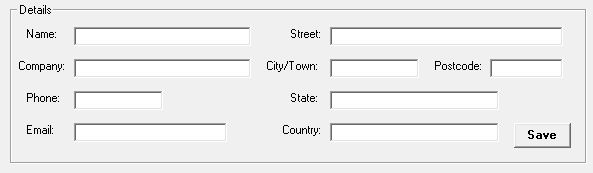 Details
Name: Street:
Company: City/Town: Postcode:
Phone: State:
Email: Country: Save